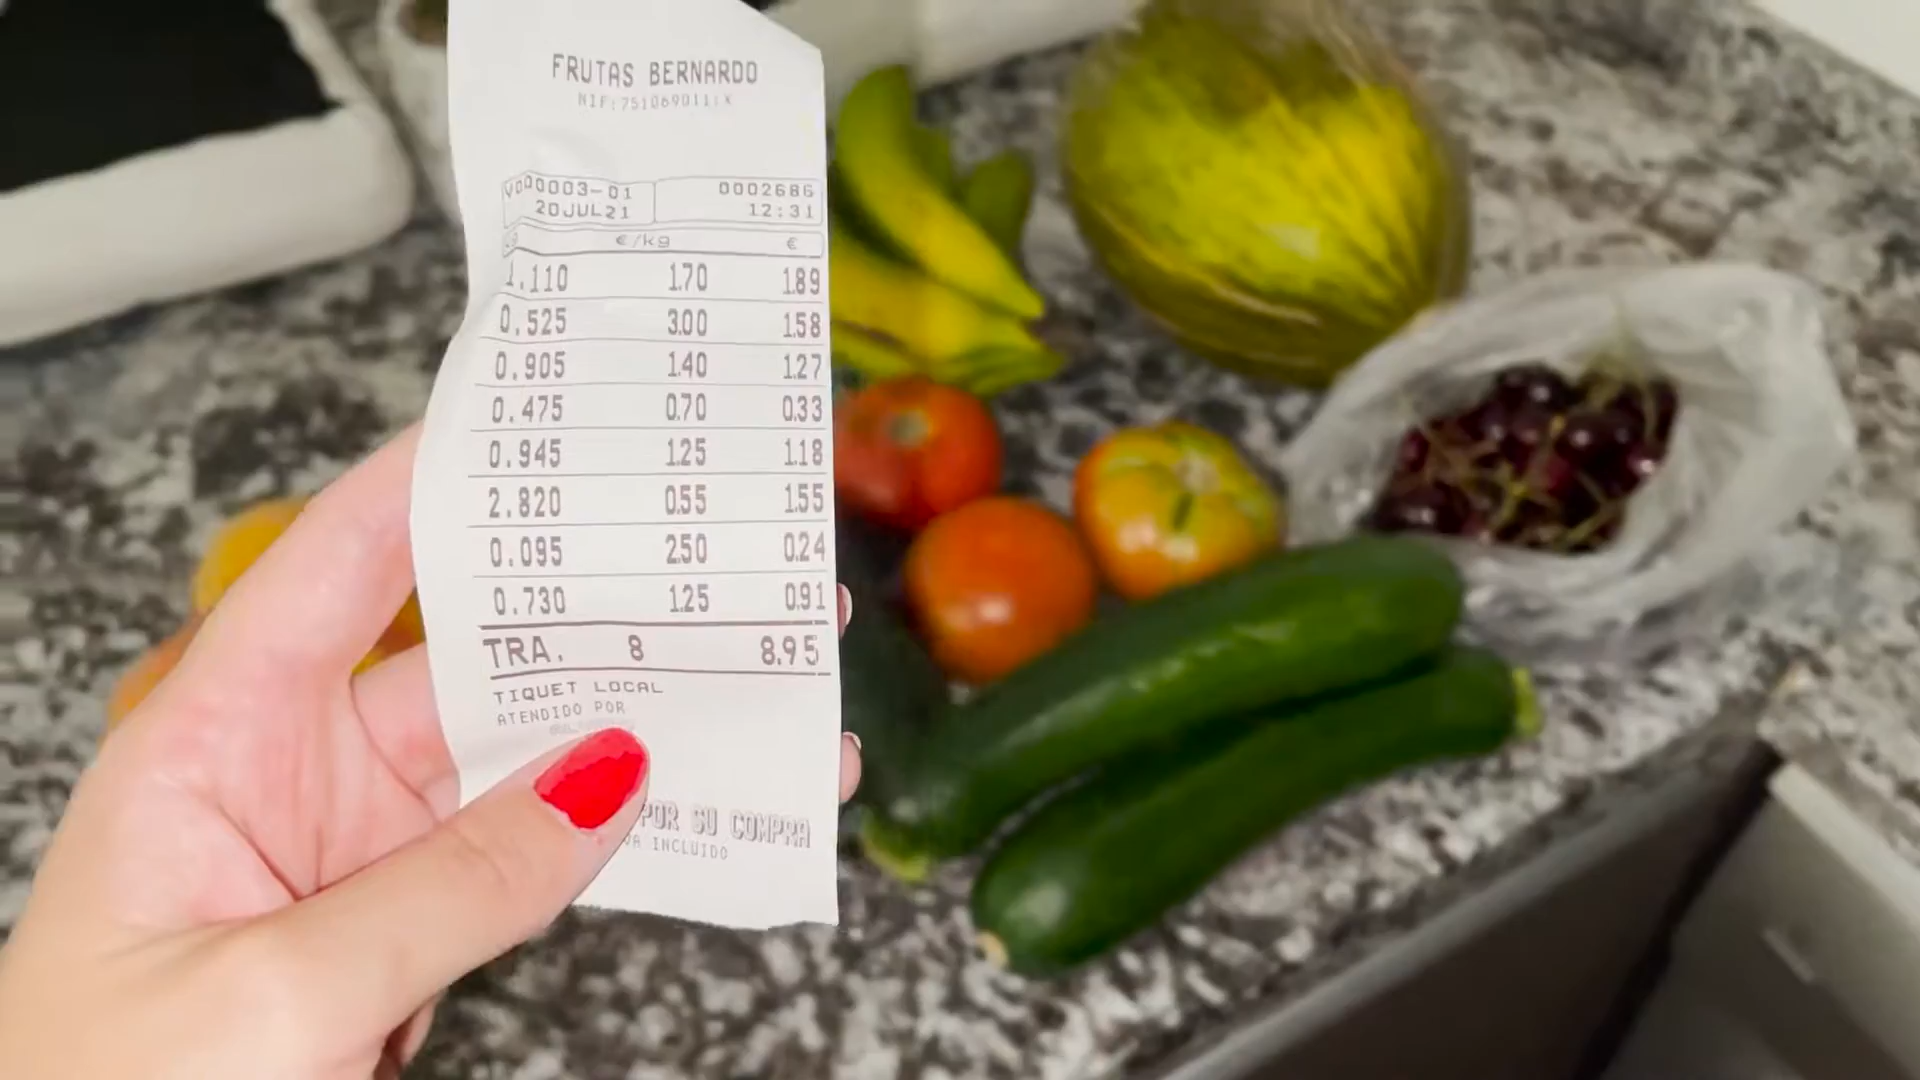 FRUTAS BERNARDO
NIF:751069011:X
V000003-01 0002686
20JUL21 12:31
€/kg €
1.110 1.70 1.89
0.525 3.00 1.58
0.905 1.40 1.27
0.475 0.70 0.33
0.945 1.25 1.18
2.820 0.55 1.55
0.095 2.50 0.24
0.730 1.25 0.91
TRA. 8 8.95
TIQUET LOCAL
ATENDIDO POR
POR SU COMPRA
INCLUIDO